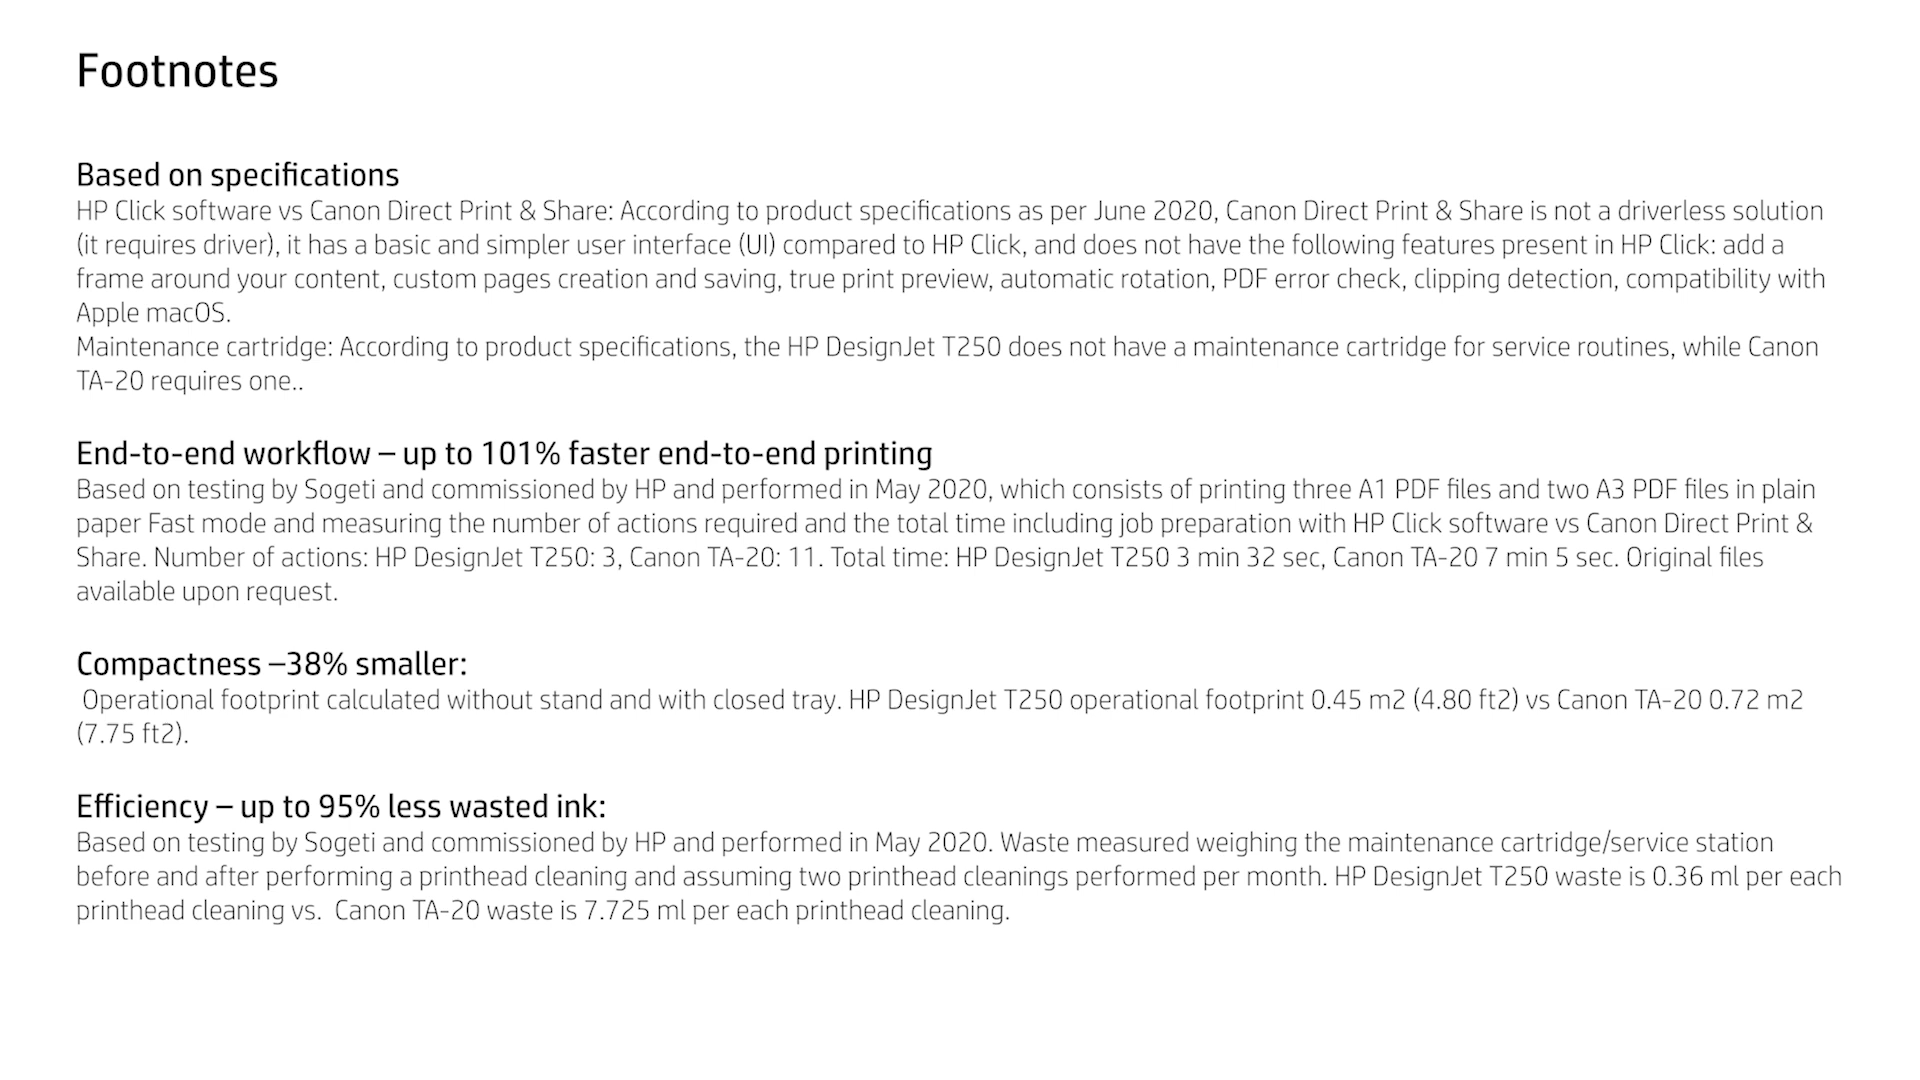 Footnotes
Based on specifications
HP Click software vs Canon Direct Print & Share: According to product specifications as per June 2020, Canon Direct Print & Share is not a driverless solution
(it requires driver), it has a basic and simpler user interface (UI) compared to HP Click, and does not have the following features present in HP Click: add a
frame around your content, custom pages creation and saving, true print preview, automatic rotation, PDF error check, clipping detection, compatibility with
Apple macOS.
Maintenance cartridge: According to product specifications, the HP DesignJet T250 does not have a maintenance cartridge for service routines, while Canon
TA-20 requires one..
End-to-end workflow – up to 101% faster end-to-end printing
Based on testing by Sogeti and commissioned by HP and performed in May 2020, which consists of printing three A1 PDF files and two A3 PDF files in plain
paper Fast mode and measuring the number of actions required and the total time including job preparation with HP Click software vs Canon Direct Print &
Share. Number of actions: HP DesignJet T250: 3, Canon TA-20: 11. Total time: HP DesignJet T250 3 min 32 sec, Canon TA-20 7 min 5 sec. Original files
available upon request.
Compactness –38% smaller:
Operational footprint calculated without stand and with closed tray. HP DesignJet T250 operational footprint 0.45 m2 (4.80 ft2) vs Canon TA-20 0.72 m2
(7.75 ft2).
Efficiency – up to 95% less wasted ink:
Based on testing by Sogeti and commissioned by HP and performed in May 2020. Waste measured weighing the maintenance cartridge/service station
before and after performing a printhead cleaning and assuming two printhead cleanings performed per month. HP DesignJet T250 waste is 0.36 ml per each
printhead cleaning vs.  Canon TA-20 waste is 7.725 ml per each printhead cleaning.